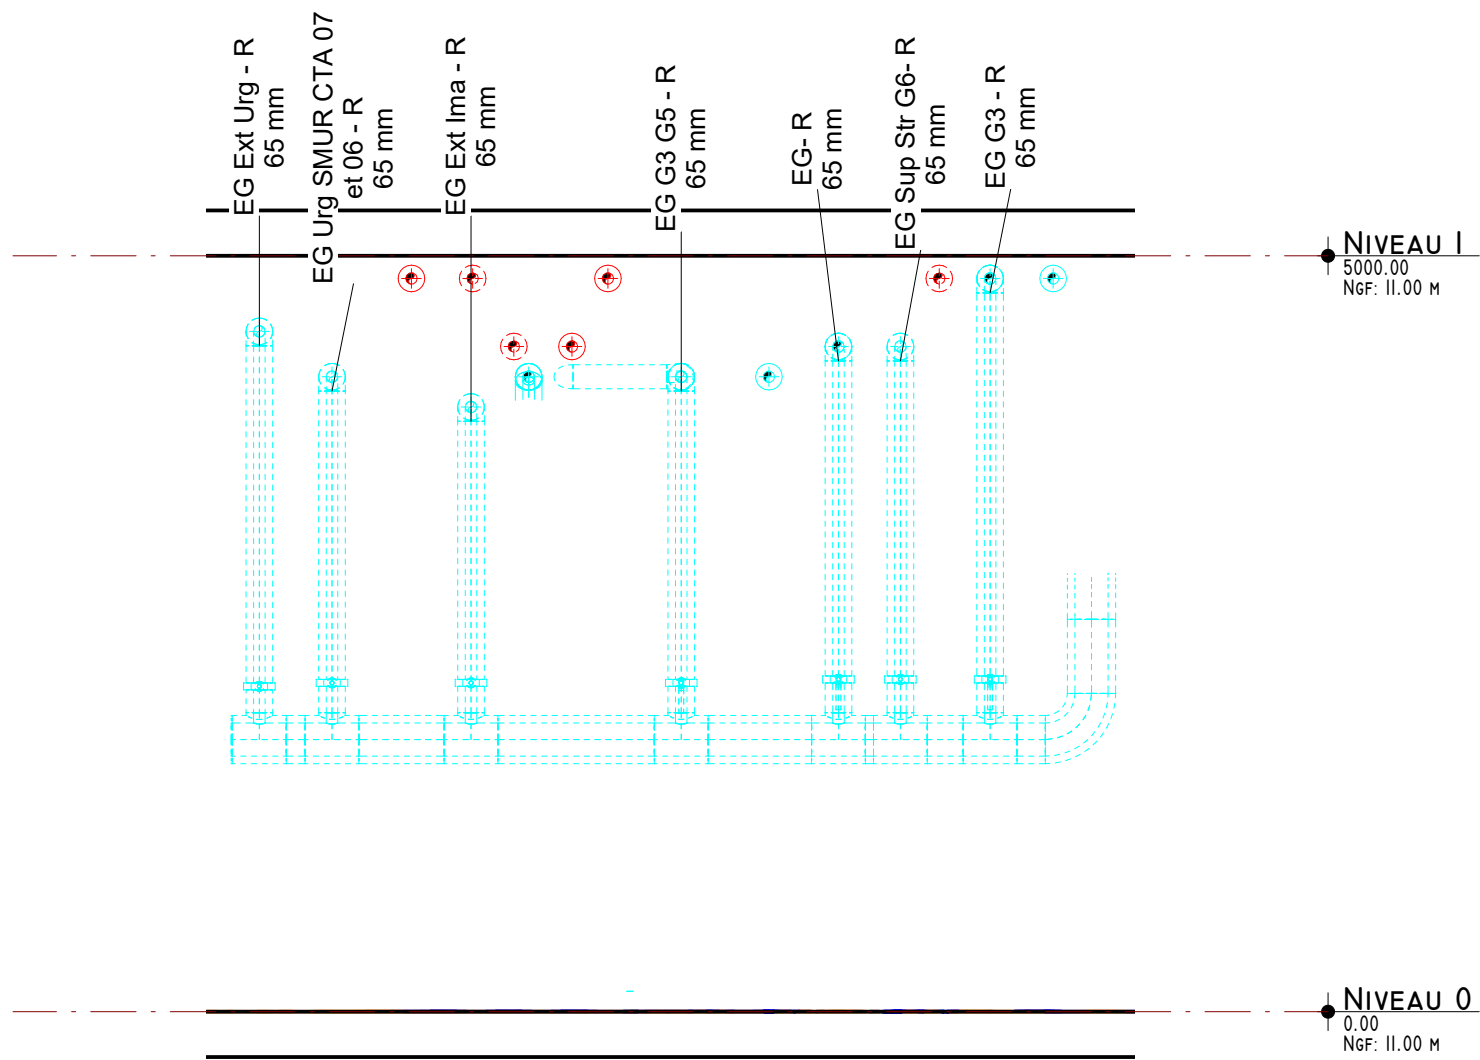 EG Ext Urg - R
65 mm
EG Urg SMUR CTA 07
et 06 - R
65 mm
EG Ext Ima - R
65 mm
EG G3 G5 - R
65 mm
EG- R
65 mm
EG Sup Str G6- R
65 mm
EG G3 - R
65 mm
NIVEAU 1
5000.00
NGF: 11.00 M
NIVEAU 0
0.00
NGF: 11.00 M